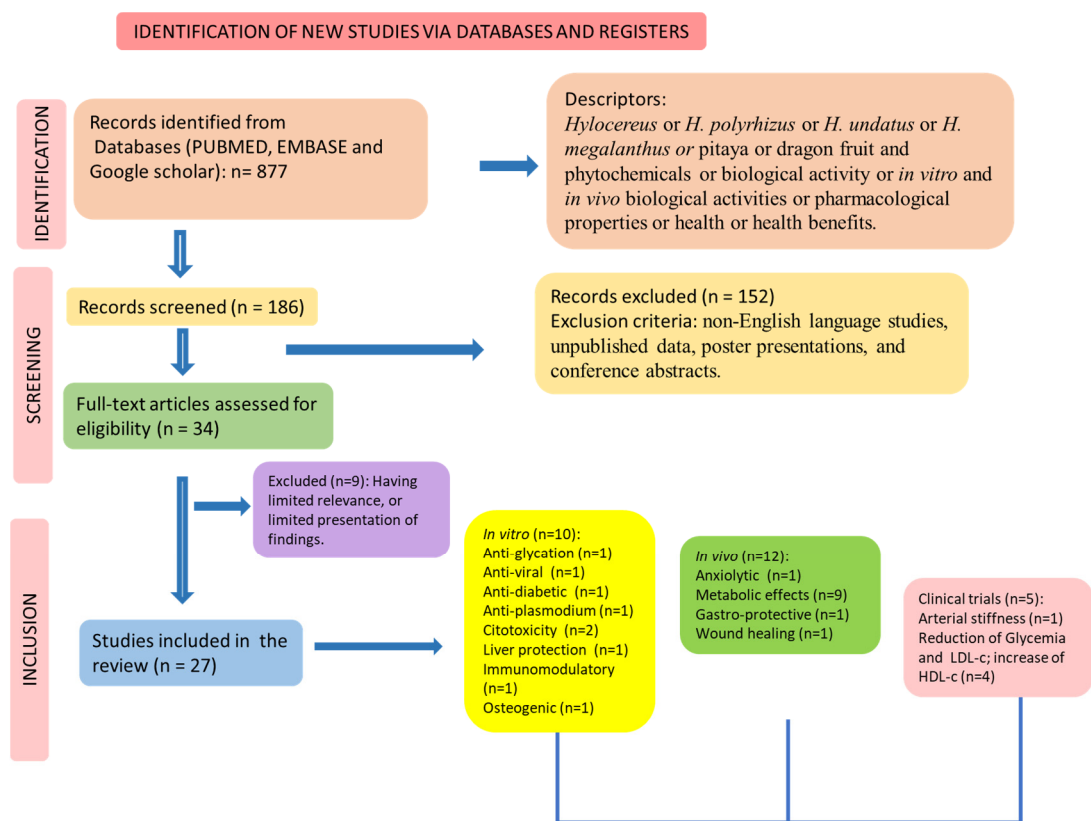 IDENTIFICATION OF NEW STUDIES VIA DATABASES AND REGISTERS
IDENTIFICATION
Records identified from
Databases (PUBMED, EMBASE and
Google scholar): n= 877
Descriptors:
Hylocereus or H. polyrhizus or H. undatus or H.
megalanthus or pitaya or dragon fruit and
phytochemicals or biological activity or in vitro and
in vivo biological activities or pharmacological
properties or health or health benefits.
SCREENING
Records screened (n = 186)
Records excluded (n = 152)
Exclusion criteria: non-English language studies,
unpublished data, poster presentations, and
conference abstracts.
Full-text articles assessed for
eligibility (n = 34)
Excluded (n=9): Having
limited relevance, or
limited presentation of
findings.
INCLUSION
Studies included in the
review (n = 27)
In vitro (n=10):
Anti-glycation (n=1)
Anti-viral (n=1)
Anti-diabetic (n=1)
Anti-plasmodium (n=1)
Citotoxicity (n=2)
Liver protection (n=1)
Immunomodulatory
(n=1)
Osteogenic (n=1)
In vivo (n=12):
Anxiolytic (n=1)
Metabolic effects (n=9)
Gastro-protective (n=1)
Wound healing (n=1)
Clinical trials (n=5):
Arterial stiffness (n=1)
Reduction of Glycemia
and LDL-c; increase of
HDL-c (n=4)